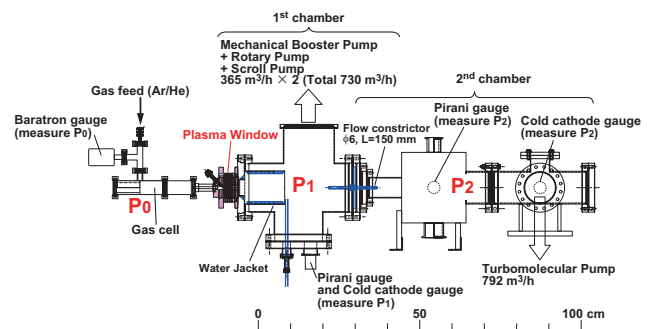 1st chamber
Mechanical Booster Pump
+ Rotary Pump
+ Scroll Pump
365 m3/h × 2 (Total 730 m3/h)
Gas feed (Ar/He)
Baratron gauge
(measure P0)
Plasma Window
2nd chamber
Pirani gauge
(measure P2)
Cold cathode gauge
(measure P2)
Flow constrictor
φ6, L=150 mm
P0
P1
P2
Gas cell
Water Jacket
Pirani gauge
and Cold cathode gauge
(measure P1)
Turbomolecular Pump
792 m3/h
0
50
100 cm